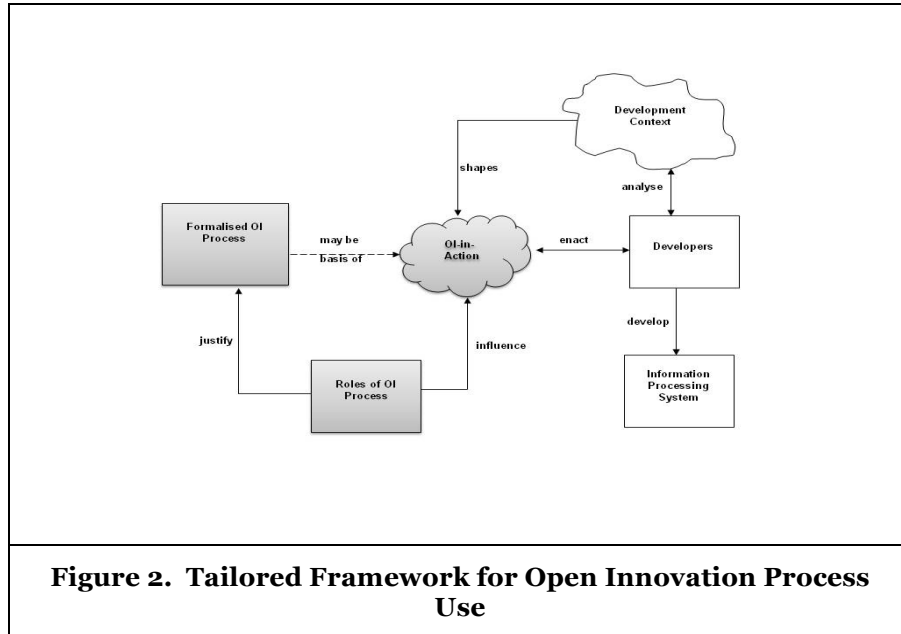 Development
Context
shapes
analyse
Formalised OI
Process
may be
basis of
OI-in-
Action
enact
Developers
justify
influence
develop
Roles of OI
Process
Information
Processing
System
Figure 2.  Tailored Framework for Open Innovation Process
Use